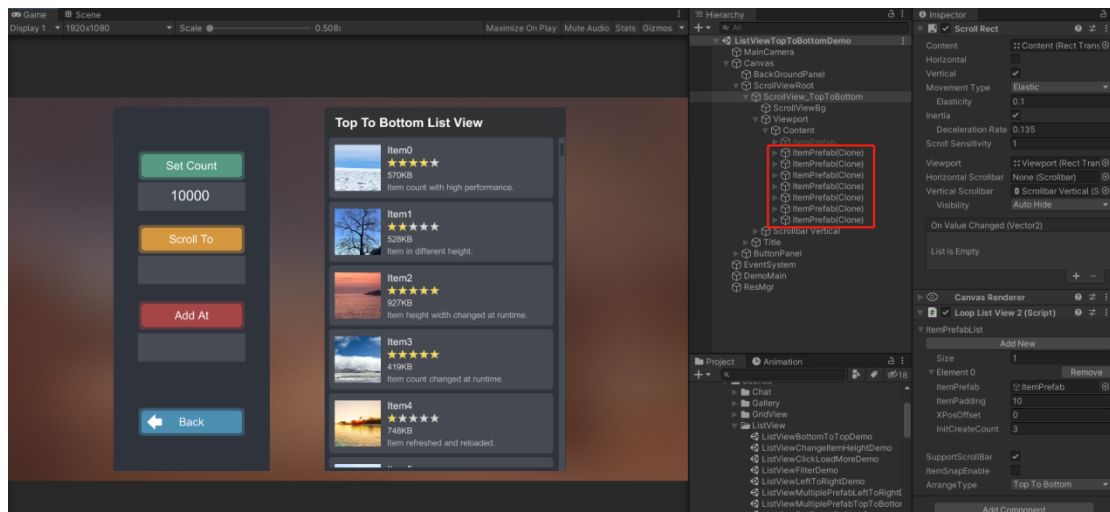 Game
Scene
Display 1
1920x1080
Scale
0.508
Maximize On Play
Mute Audio
Stats
Gizmos
Set Count
10000
Scroll To
Add At
Back
Top To Bottom List View
Item0
570KB
Item count with high performance.
Item1
528KB
Item in different height.
Item2
927KB
Item height width changed at runtime.
Item3
419KB
Item count changed at runtime.
Item4
748KB
Item refreshed and reloaded.
Hierarchy
All
ListViewTopToBottomDemo
MainCamera
Canvas
BackGroundPanel
ScrollViewRoot
ScrollView_TopToBottom
ScrollViewBg
Viewport
Content
ItemPrefab
ItemPrefab(Clone)
ItemPrefab(Clone)
ItemPrefab(Clone)
ItemPrefab(Clone)
ItemPrefab(Clone)
ItemPrefab(Clone)
ItemPrefab(Clone)
Scrollbar Vertical
Title
ButtonPanel
EventSystem
DemoMain
ResMgr
Project
Animation
18
Chat
Gallery
GridView
ListView
ListViewBottomToTopDemo
ListViewChangeItemHeightDemo
ListViewClickLoadMoreDemo
ListViewFilterDemo
ListViewLeftToRightDemo
ListViewMultiplePrefabLeftToRight
ListViewMultiplePrefabTopToBottor
Inspector
Scroll Rect
Content
Content (Rect Trans
Horizontal
Vertical
Movement Type
Elastic
Elasticity
0.1
Inertia
Deceleration Rate
0.135
Scroll Sensitivity
1
Viewport
Viewport (Rect Tran
Horizontal Scrollbar
None (Scrollbar)
Vertical Scrollbar
Scrollbar Vertical (S
Visibility
Auto Hide
On Value Changed (Vector2)
List is Empty
Canvas Renderer
Loop List View 2 (Script)
ItemPrefabList
Add New
Size
1
Element 0
Remove
ItemPrefab
ItemPrefab
ItemPadding
10
XPosOffset
0
InitCreateCount
3
SupportScrollBar
ItemSnapEnable
ArrangeType
Top To Bottom
Add Component